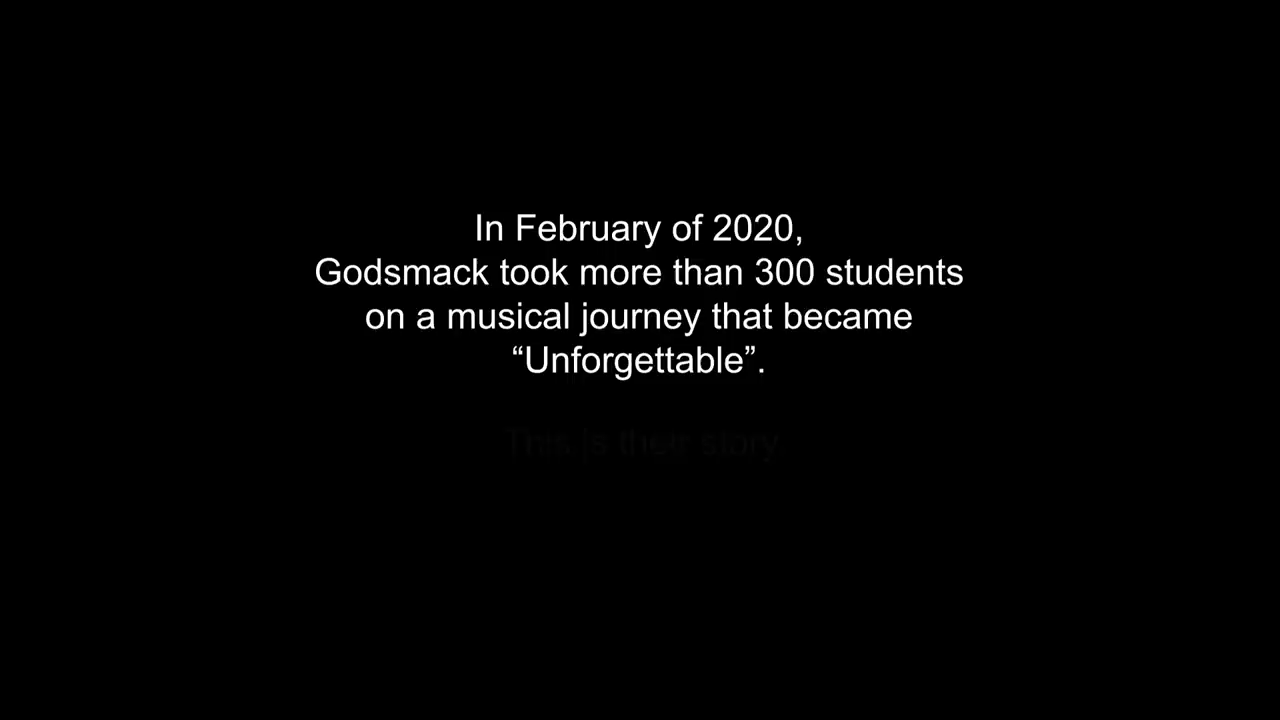 In February of 2020,
Godsmack took more than 300 students
on a musical journey that became
“Unforgettable”.
This is their story.